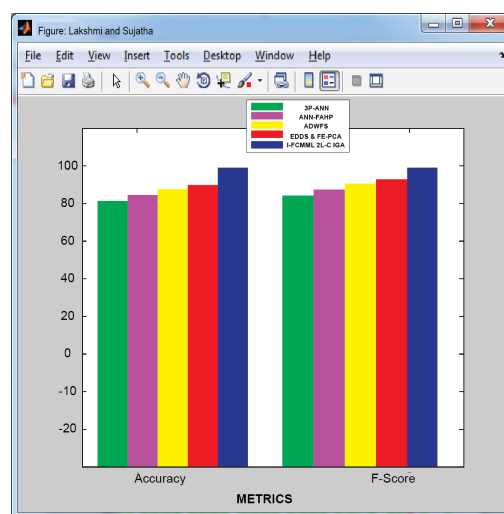 Figure: Lakshmi and Sujatha
File Edit View Insert Tools Desktop Window Help
3P-ANN
ANN-FAHP
ADWFS
EDDS & FE-PCA
I-FCMML 2L-C IGA
100
80
60
40
20
0
-10
-20
Accuracy F-Score
METRICS